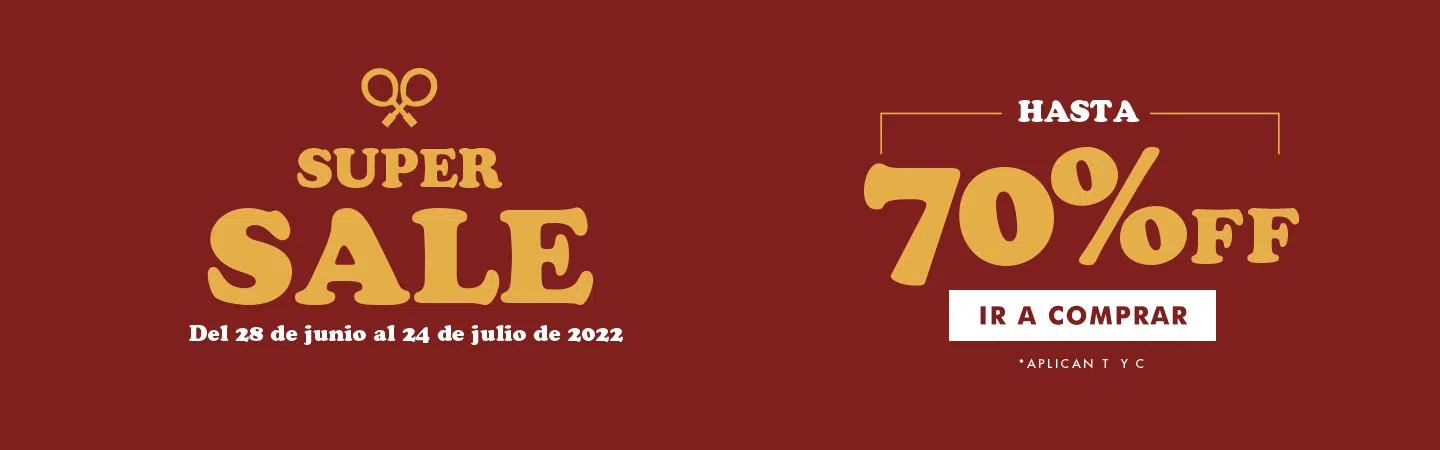 SUPER
SALE
Del 28 de junio al 24 de julio de 2022
HASTA
70% OFF
IR A COMPRAR
*APLICAN T Y C